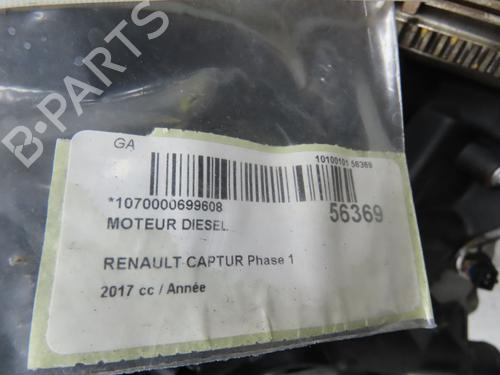 B-PARTS
GA
10100101 56369
*1070000699608
56369
MOTEUR DIESEL
RENAULT CAPTUR Phase 1
2017 cc / Année